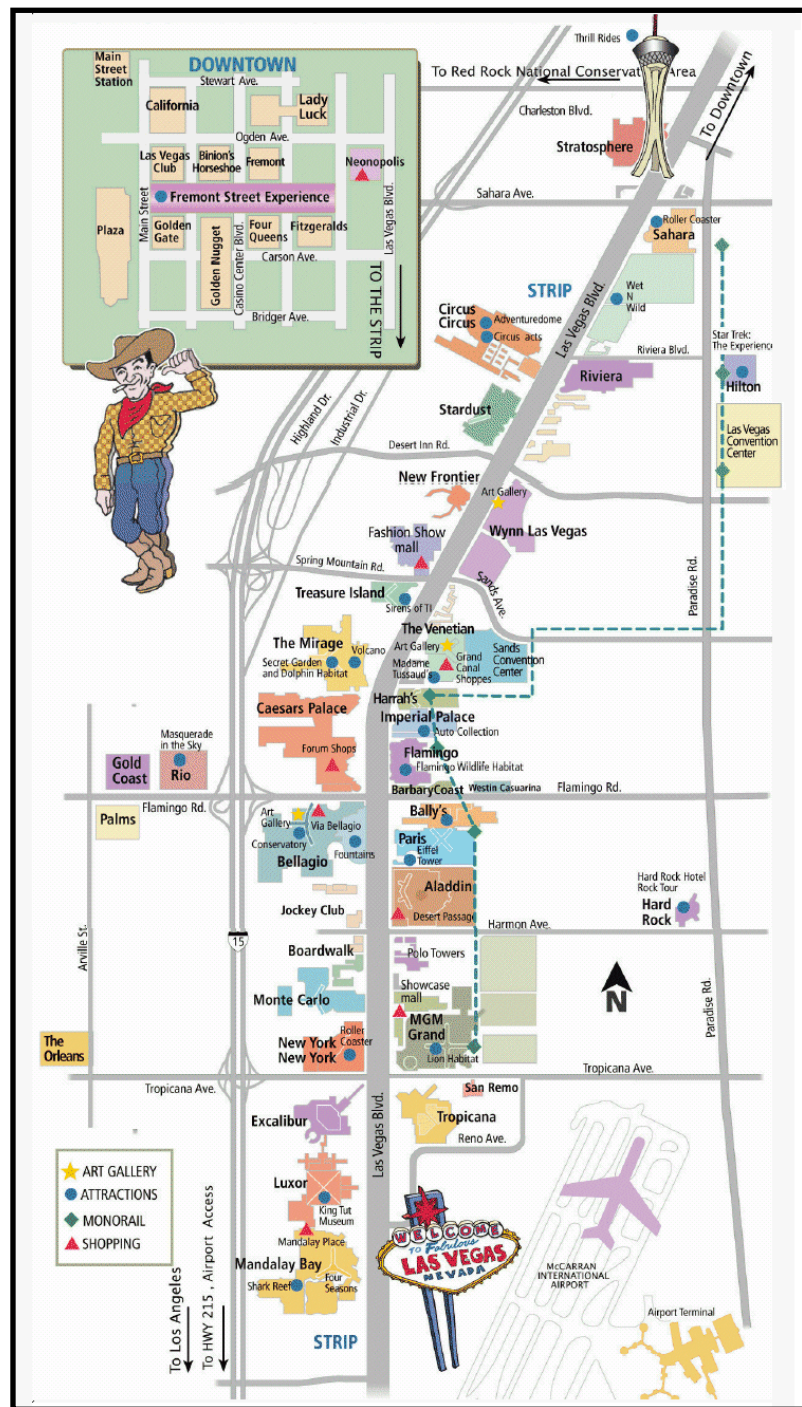 Main
Street
Station
DOWNTOWN
Stewart Ave.
California
Lady
Luck
Ogden Ave.
Las Vegas
Club
Binion's
Horseshoe
Fremont
Neonopolis
Fremont Street Experience
Plaza
Main Street
Golden
Gate
Golden Nugget
Casino Center Blvd.
Four
Queens
Fitzgeralds
Las Vegas Blvd.
Carson Ave.
Bridger Ave.
TO THE STRIP
Thrill Rides
To Red Rock National Conservat Area
To Downtown
Charleston Blvd.
Stratosphere
Sahara Ave.
Roller Coaster
Sahara
STRIP
Las Vegas Blvd.
Wet
N
Wild
Circus
Circus
Adventuredome
Circus acts
Riviera Blvd.
Star Trek:
The Experience
Hilton
Riviera
Stardust
Las Vegas
Convention
Center
Highland Dr.
Industrial Dr.
Desert Inn Rd.
New Frontier
Art Gallery
Wynn Las Vegas
Fashion Show
mall
Spring Mountain Rd.
Sands Ave.
Paradise Rd.
Treasure Island
Sirens of TI
The Venetian
Art Gallery
Grand
Canal
Shoppes
Sands
Convention
Center
Madame
Tussaud's
The Mirage
Volcano
Secret Garden
and Dolphin Habitat
Harrah's
Caesars Palace
Imperial Palace
Auto Collection
Forum Shops
Flamingo
Flamingo Wildlife Habitat
Masquerade
in the Sky
Gold
Coast
Rio
BarbaryCoast
Westin Casuarina
Flamingo Rd.
Flamingo Rd.
Palms
Art
Gallery
Via Bellagio
Conservatory
Fountains
Bellagio
Bally's
Paris
Eiffel
Tower
Aladdin
Desert Passage
Jockey Club
Hard Rock Hotel
Rock Tour
Hard
Rock
Harmon Ave.
Arville St.
15
Boardwalk
Polo Towers
Monte Carlo
Showcase
mall
MGM
Grand
Lion Habitat
N
Paradise Rd.
The
Orleans
New York
New York
Roller
Coaster
Tropicana Ave.
Tropicana Ave.
San Remo
Excalibur
Las Vegas Blvd.
Tropicana
Reno Ave.
ART GALLERY
ATTRACTIONS
MONORAIL
SHOPPING
Luxor
King Tut
Museum
Mandalay Place
Mandalay Bay
Shark Reef
Four
Seasons
STRIP
To Los Angeles
To HWY 215 , Airport Access
WELCOME
TO Fabulous
LAS VEGAS
NEVADA
McCARRAN
INTERNATIONAL
AIRPORT
Airport Terminal